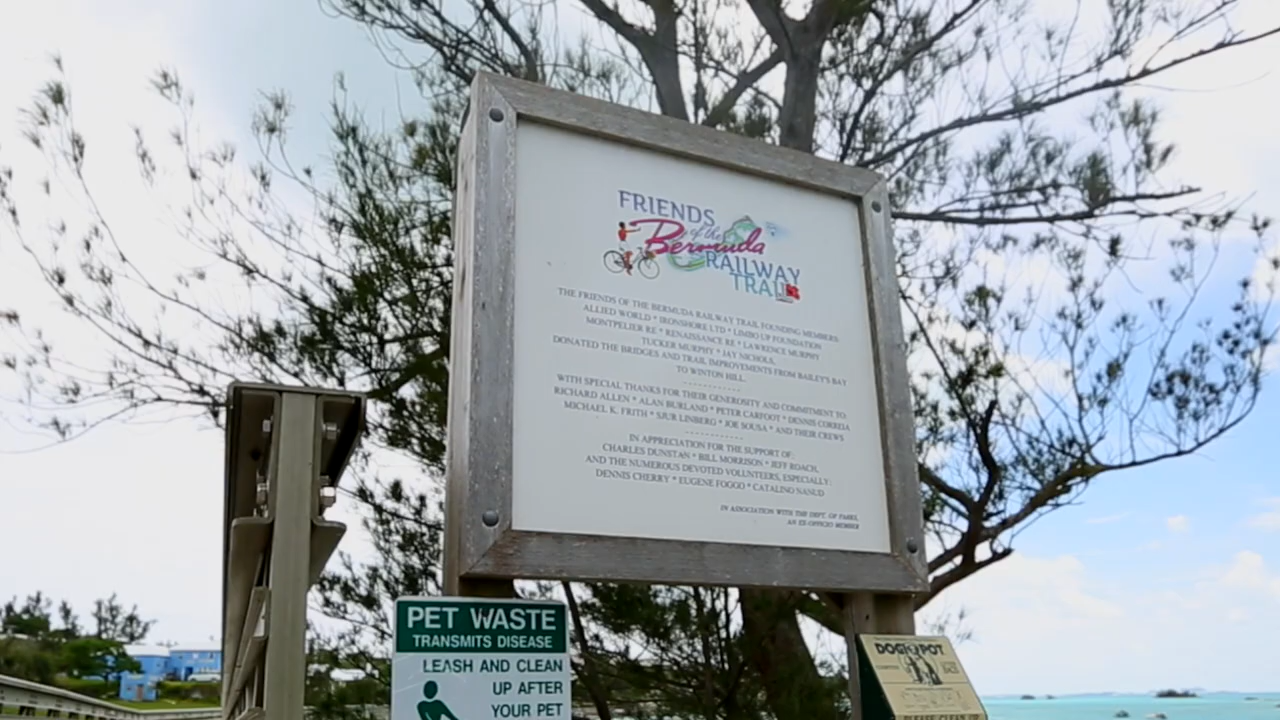 FRIENDS
of the
Bermuda
RAILWAY
TRAIL
THE FRIENDS OF THE BERMUDA RAILWAY TRAIL FOUNDING MEMBERS:
ALLIED WORLD * IRONSHORE LTD * LIMBO UP FOUNDATION
MONTPELIER RE * RENAISSANCE RE * LAWRENCE MURPHY
TUCKER MURPHY * JAY NICHOLS,
DONATED THE BRIDGES AND TRAIL IMPROVEMENTS FROM BAILEY'S BAY
TO WINTON HILL.
------------
WITH SPECIAL THANKS FOR THEIR GENEROSITY AND COMMITMENT TO:
RICHARD ALLEN * ALAN BURLAND * PETER CARFOOT * DENNIS CORREIA
MICHAEL K. FRITH * SJUR LINBERG * JOE SOUSA * AND THEIR CREWS
------------
IN APPRECIATION FOR THE SUPPORT OF:
CHARLES DUNSTAN * BILL MORRISON * JEFF ROACH,
AND THE NUMEROUS DEVOTED VOLUNTEERS, ESPECIALLY:
DENNIS CHERRY * EUGENE FOGGO * CATALINO NANUD
IN ASSOCIATION WITH THE DEPT. OF PARKS,
AN EX-OFFICIO MEMBER
PET WASTE
TRANSMITS DISEASE
LEASH AND CLEAN
UP AFTER
YOUR PET
DOGIPOT
PLEASE CLEAN UP